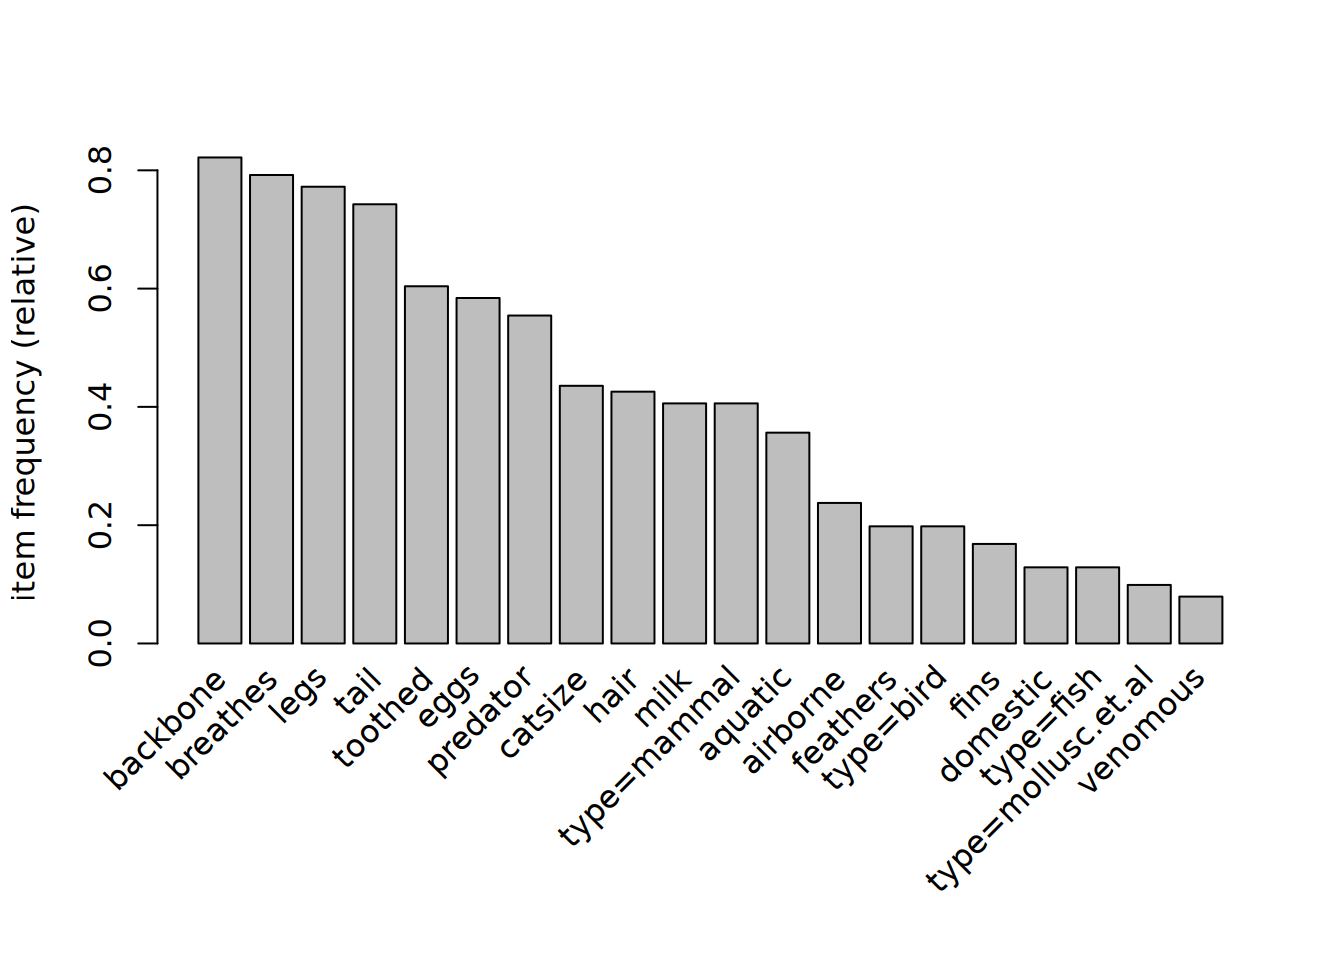 item frequency (relative)
0.8
0.6
0.4
0.2
0.0
backbone
breathes
legs
tail
toothed
eggs
predator
catsize
hair
milk
type=mammal
aquatic
airborne
feathers
type=bird
fins
domestic
type=fish
type=mollusc.et.al
venomous